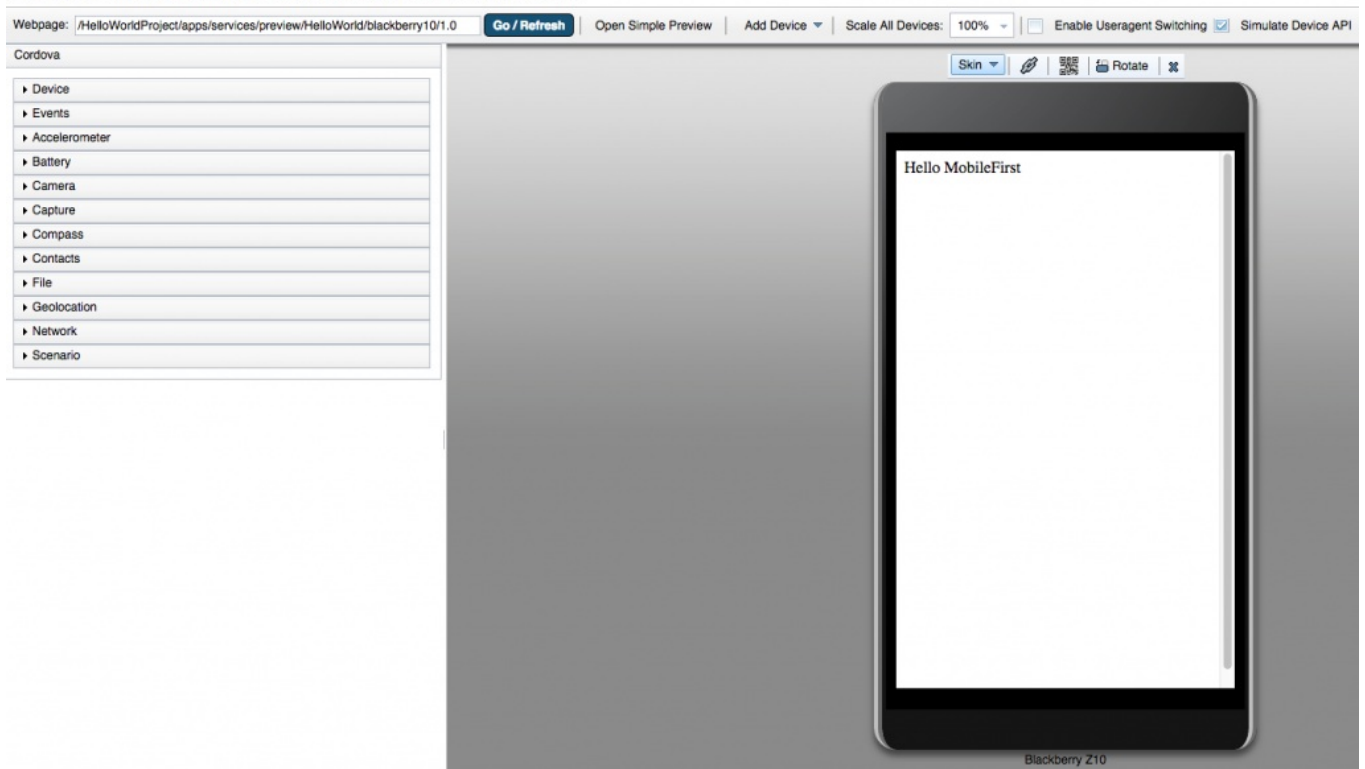 Webpage: /HelloWorldProject/apps/services/preview/HelloWorld/blackberry10/1.0 Go / Refresh Open Simple Preview Add Device Scale All Devices: 100% Enable Useragent Switching Simulate Device API
Cordova
Device
Events
Accelerometer
Battery
Camera
Capture
Compass
Contacts
File
Geolocation
Network
Scenario
Skin Rotate
Hello MobileFirst
Blackberry Z10